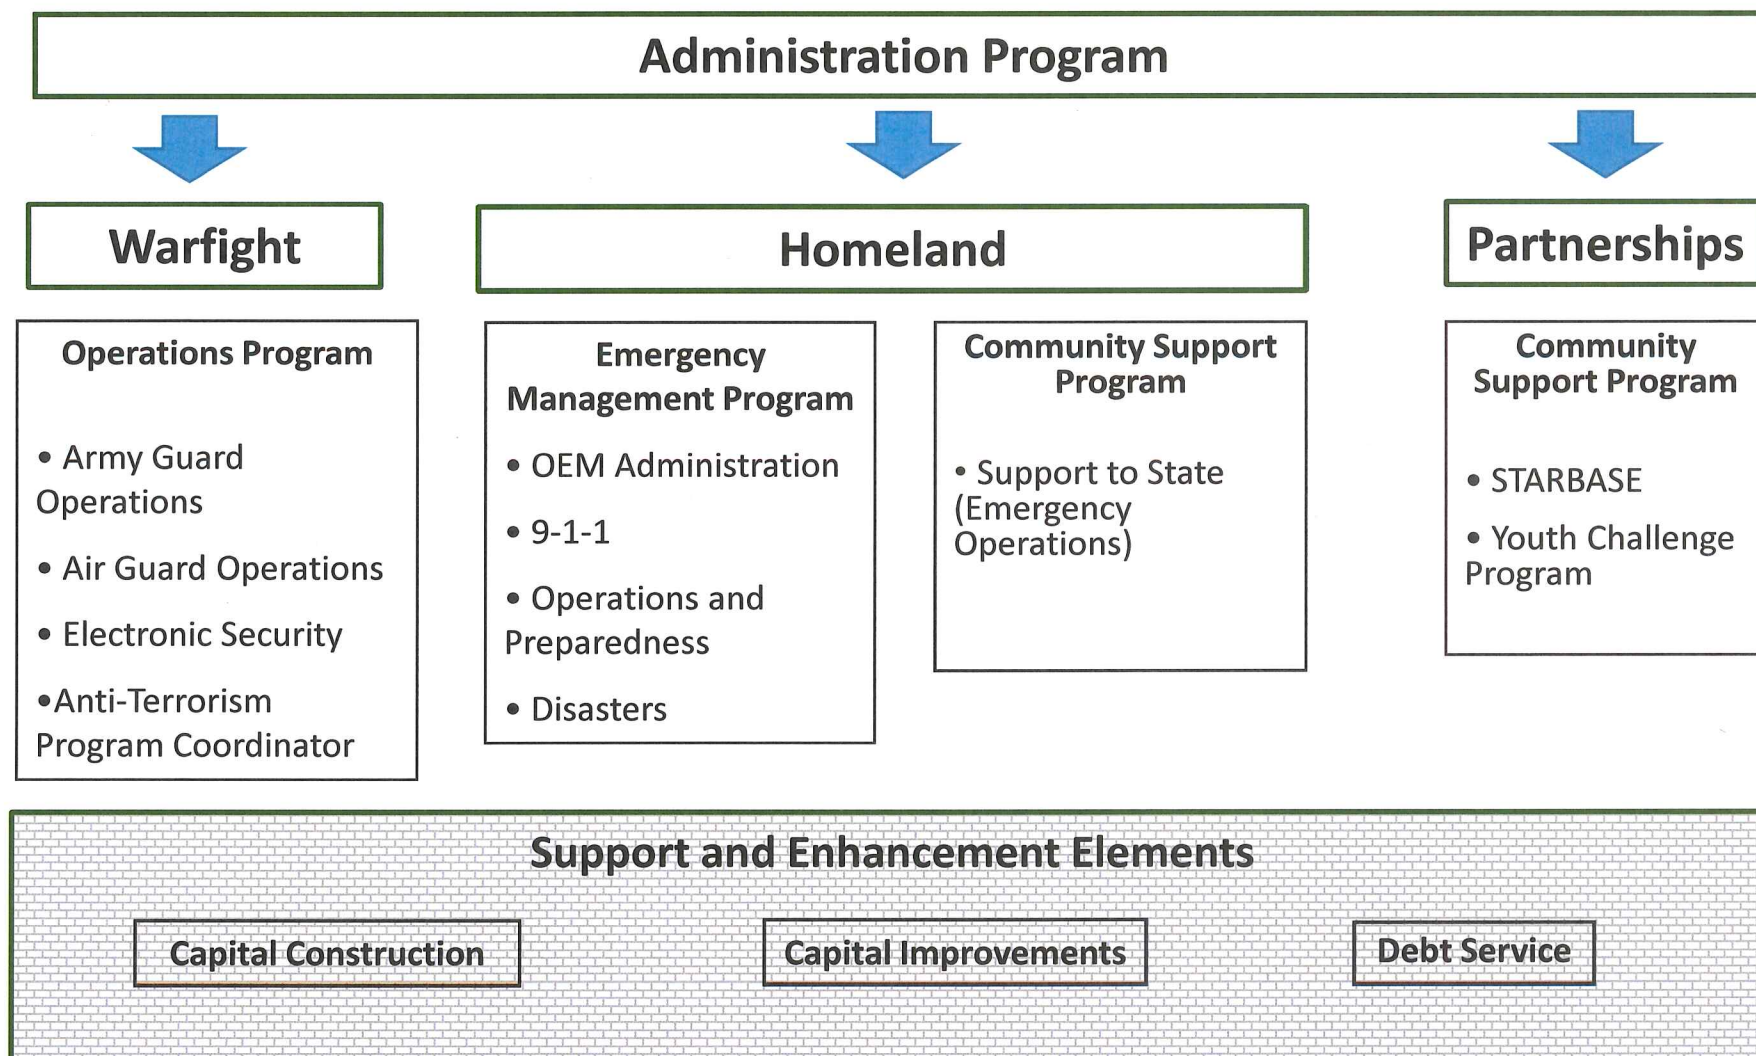 Administration Program
Warfight
Homeland
Partnerships
Operations Program
• Army Guard
Operations
• Air Guard Operations
• Electronic Security
•Anti-Terrorism
Program Coordinator
Emergency
Management Program
• OEM Administration
• 9-1-1
• Operations and
Preparedness
• Disasters
Community Support
Program
• Support to State
(Emergency
Operations)
Community
Support Program
• STARBASE
• Youth Challenge
Program
Support and Enhancement Elements
Capital Construction
Capital Improvements
Debt Service